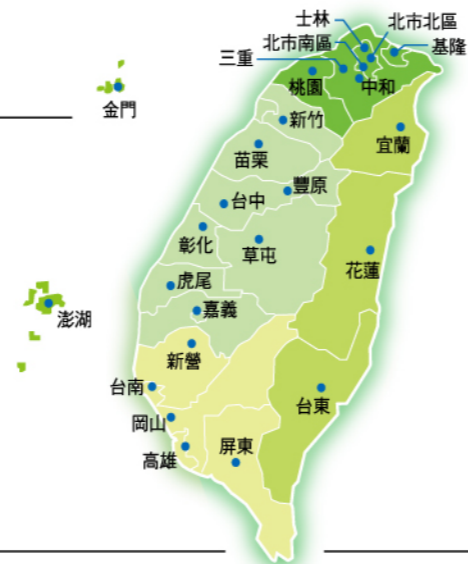 士林
北市北區
北市南區
基隆
三重
桃園
中和
金門
新竹
宜蘭
苗栗
豐原
台中
彰化
草屯
花蓮
虎尾
嘉義
澎湖
新營
台南
台東
岡山
屏東
高雄